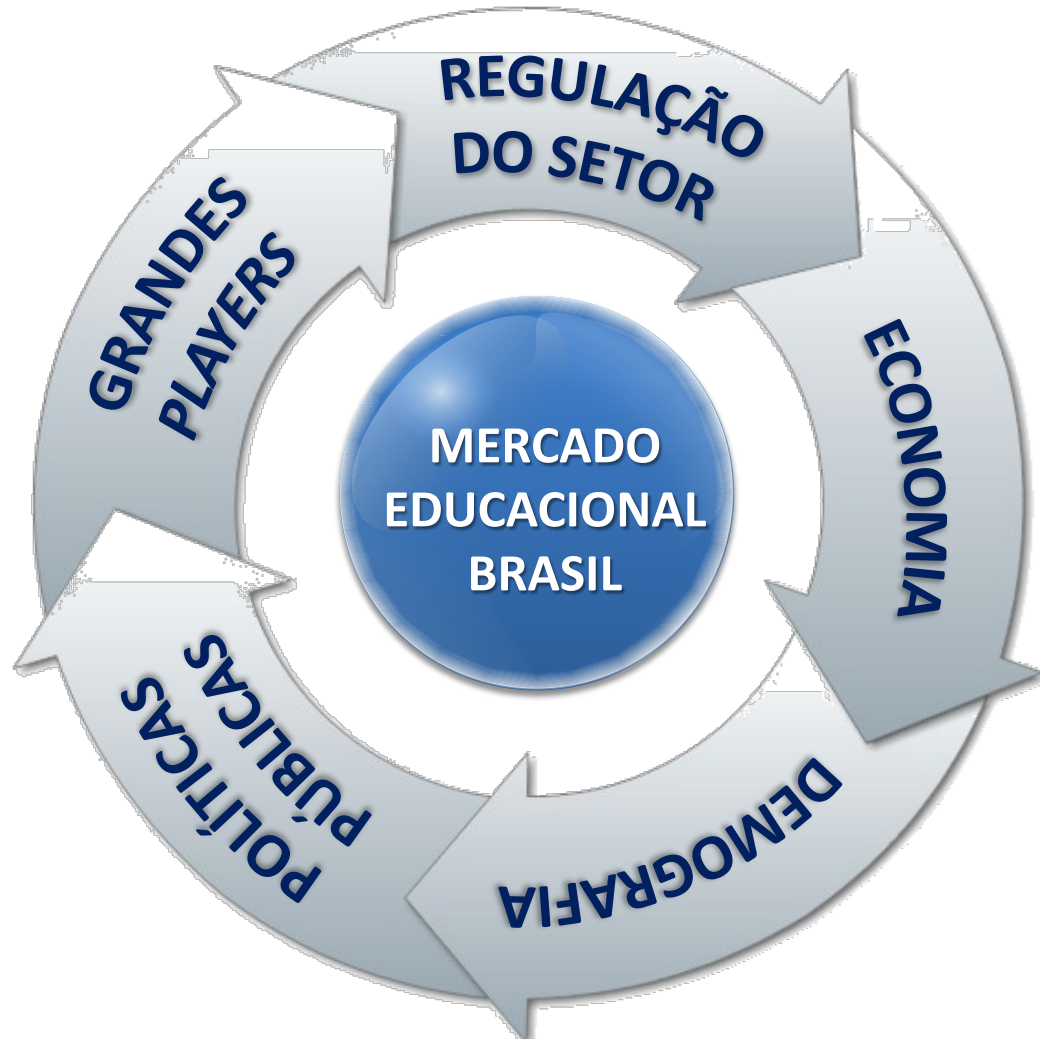 REGULAÇÃO
DO SETOR
ECONOMIA
DEMOGRAFIA
POLÍTICAS
PÚBLICAS
GRANDES
PLAYERS
MERCADO
EDUCACIONAL
BRASIL